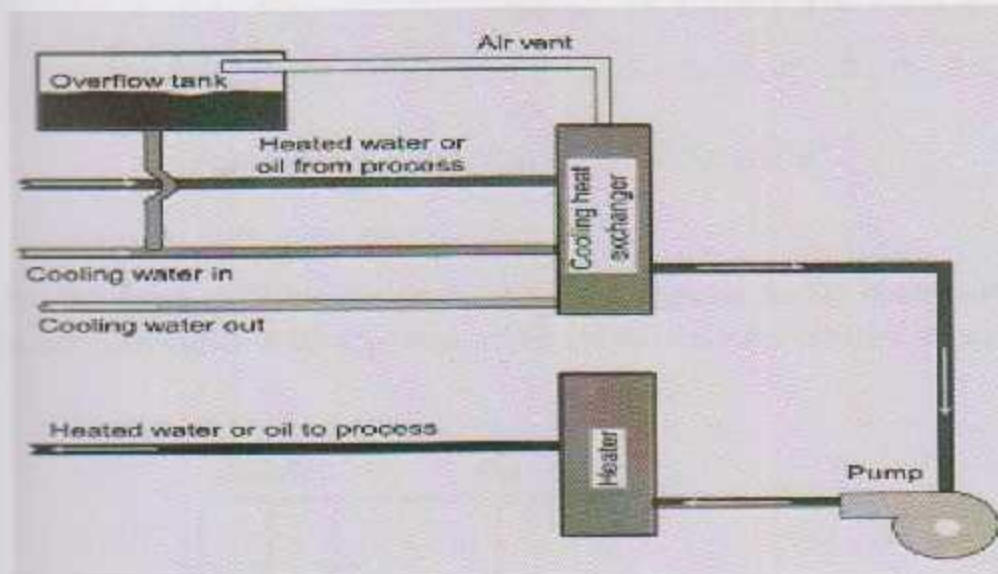 Air vent
Overflow tank
Heated water or
oil from process
Cooling heat
exchanger
Cooling water in
Cooling water out
Heated water or oil to process
Heater
Pump